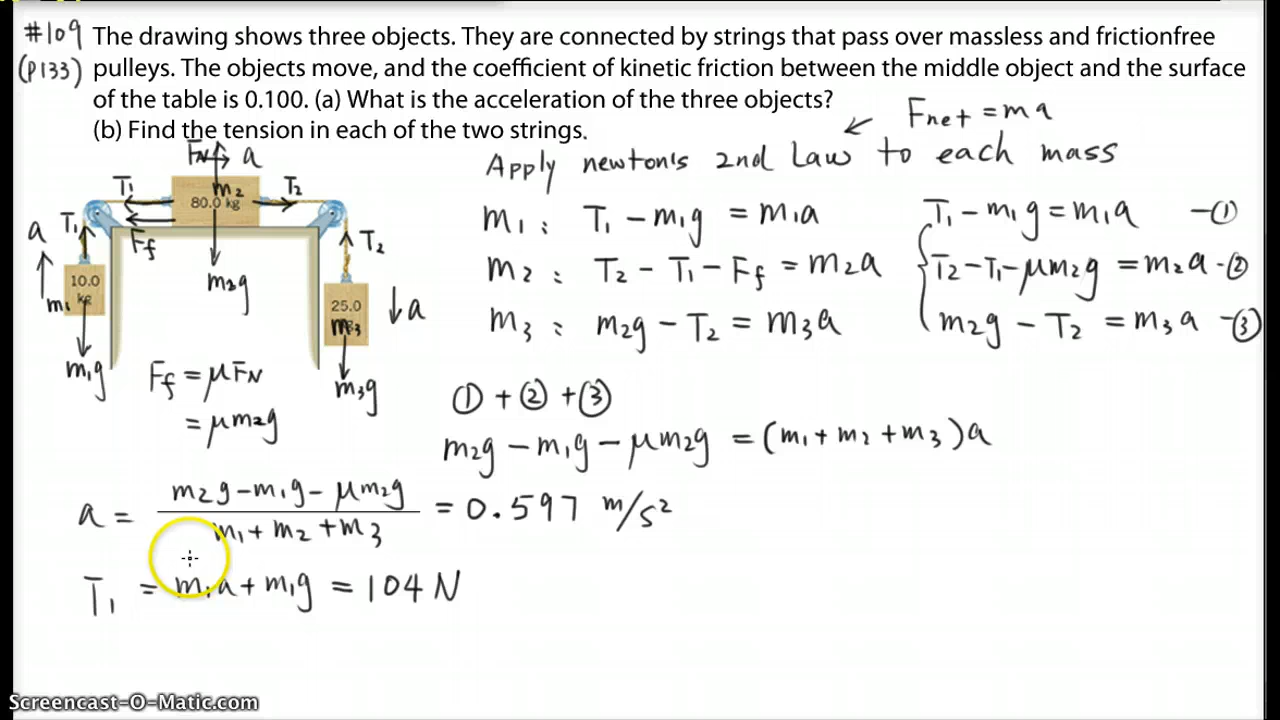 #109 The drawing shows three objects. They are connected by strings that pass over massless and frictionfree
(P133) pulleys. The objects move, and the coefficient of kinetic friction between the middle object and the surface
of the table is 0.100. (a) What is the acceleration of the three objects?
(b) Find the tension in each of the two strings.
Fnet = ma
Apply newton's 2nd Law to each mass
FN a
T1 m2 T2
80.0 kg
a T1 Ff T2
m2g
10.0
kg
m1
25.0
m3
a
m1g
m3g
Ff = μFN
= μm2g
m1 : T1 - m1g = m1a
m2 : T2 - T1 - Ff = m2a
m3 : m2g - T2 = m3a
T1 - m1g = m1a -①
T2 - T1 - μm2g = m2a -②
m2g - T2 = m3a -③
① + ② + ③
m2g - m1g - μm2g = (m1 + m2 + m3)a
a = m2g - m1g - μm2g / m1 + m2 + m3 = 0.597 m/s²
T1 = m1a + m1g = 104 N
Screencast-O-Matic.com